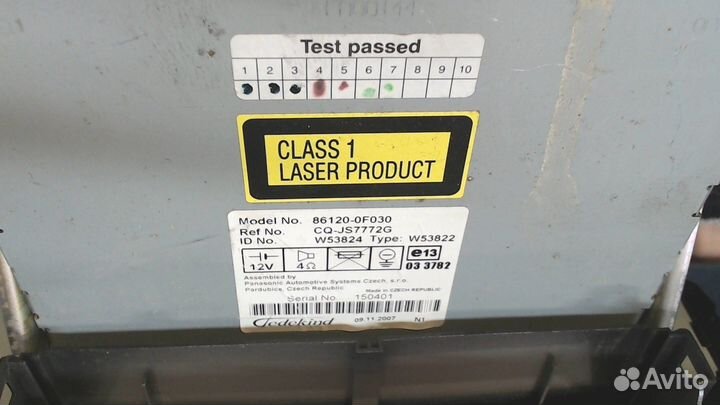 Test passed
1 2 3 4 5 6 7 8 9 10
CLASS 1
LASER PRODUCT
Model No. 86120-0F030
Ref No. CQ-JS7772G
ID No. W53824 Type: W53822
12V 4Ω e13
03 3782
Assembled by
Panasonic Automotive Systems Czech, s.r.o.
Pardubice, Czech Republic Made in CZECH REPUBLIC
Serial No. 150401
Gedekind 09.11.2007 N1
Avito